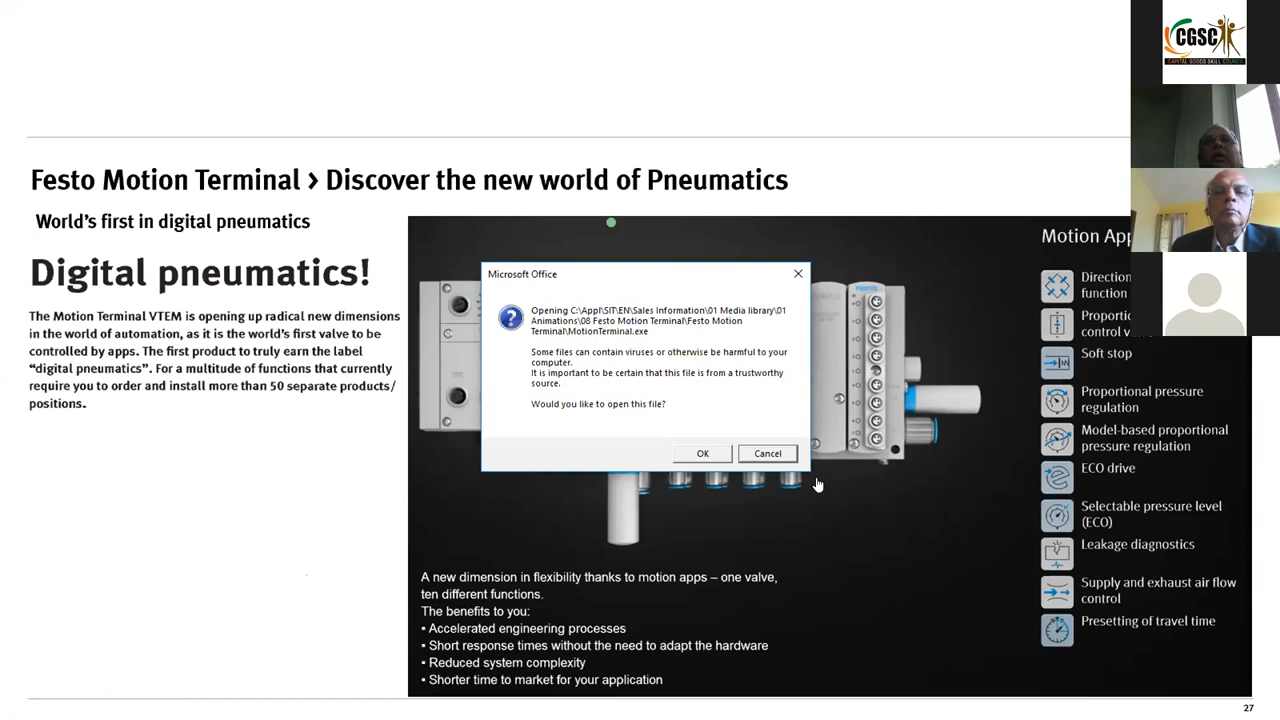 CGSC
CAPITAL GOODS SKILL COUNCIL
Festo Motion Terminal > Discover the new world of Pneumatics
World's first in digital pneumatics
Digital pneumatics!
The Motion Terminal VTEM is opening up radical new dimensions
in the world of automation, as it is the world's first valve to be
controlled by apps. The first product to truly earn the label
“digital pneumatics”. For a multitude of functions that currently
require you to order and install more than 50 separate products/
positions.
Microsoft Office
Opening C:\Appl\SIT\EN\Sales Information\01 Media library\01
Animations\08 Festo Motion Terminal\Festo Motion
Terminal\MotionTerminal.exe
Some files can contain viruses or otherwise be harmful to your
computer.
It is important to be certain that this file is from a trustworthy
source.
Would you like to open this file?
OK
Cancel
A new dimension in flexibility thanks to motion apps – one valve,
ten different functions.
The benefits to you:
▪ Accelerated engineering processes
▪ Short response times without the need to adapt the hardware
▪ Reduced system complexity
▪ Shorter time to market for your application
Motion
function
Soft stop
Proportional pressure
regulation
Model-based proportional
pressure regulation
ECO drive
Selectable pressure level
(ECO)
Leakage diagnostics
Supply and exhaust air flow
control
Presetting of travel time
27